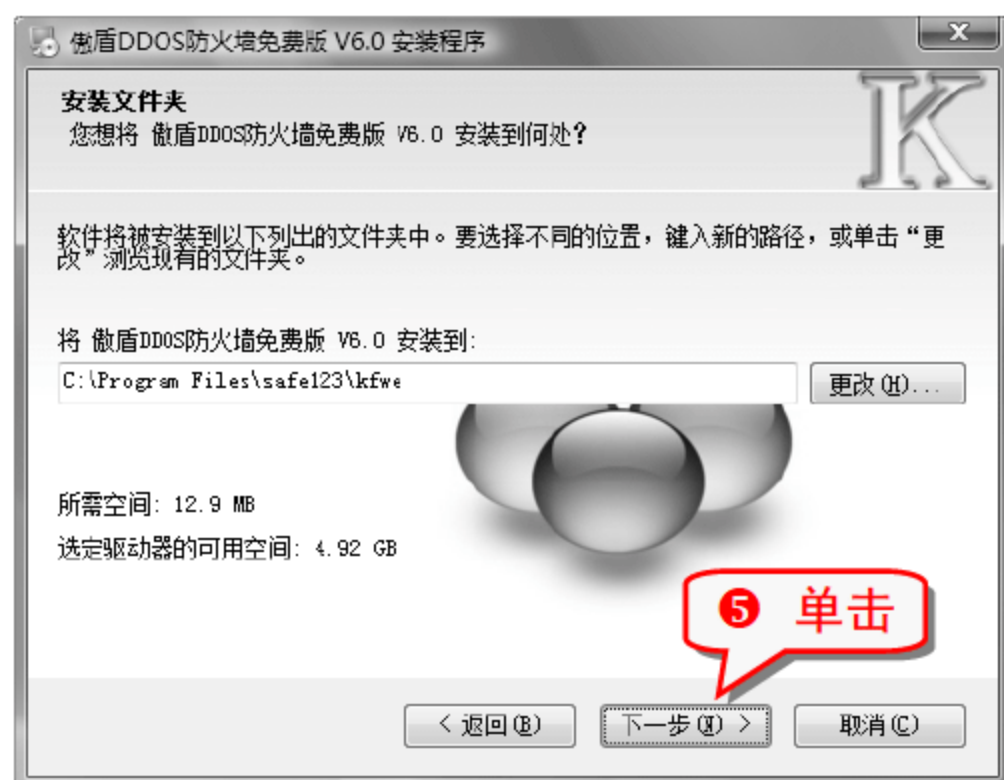 傲盾DDOS防火墙免费版 V6.0 安装程序
X
安装文件夹
您想将 傲盾DDOS防火墙免费版 V6.0 安装到何处?
K
软件将被安装到以下列出的文件夹中。要选择不同的位置，键入新的路径，或单击“更
改”浏览现有的文件夹。
将 傲盾DDOS防火墙免费版 V6.0 安装到:
C:\Program Files\safe123\kfwe
更改(H)...
所需空间: 12.9 MB
选定驱动器的可用空间: 4.92 GB
❺ 单击
< 返回(B)
下一步(N) >
取消(C)